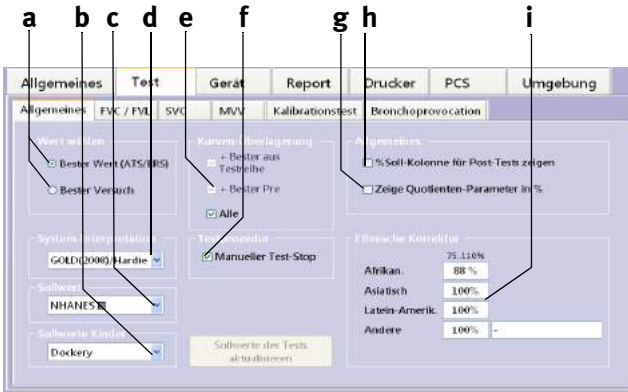 a b c d e f g h i
Allgemeines Test Gerät Report Drucker PCS Umgebung
Allgemeines FVC / FVL SVC MVV Kalibrationstest Bronchoprovocation
Wert wählen
Bester Wert (ATS/ERS)
Bester Versuch
Kurven-Überlagerung
+ Bester aus
Testreihe
+ Bester Pre
Alle
Allgemeines
%Soll-Kolonne für Post-Tests zeigen
Zeige Quotienten-Parameter in %
System Interpretation
GOLD(2008)/Hardie
Sollwert
NHANES
Sollwerte Kinder
Dockery
Testprozedur
Manueller Test-Stop
Sollwerte der Tests
aktualisieren
Ethnische Korrektur
75..110%
Afrikan. 88 %
Asiatisch 100%
Latein-Amerik. 100%
Andere 100% -